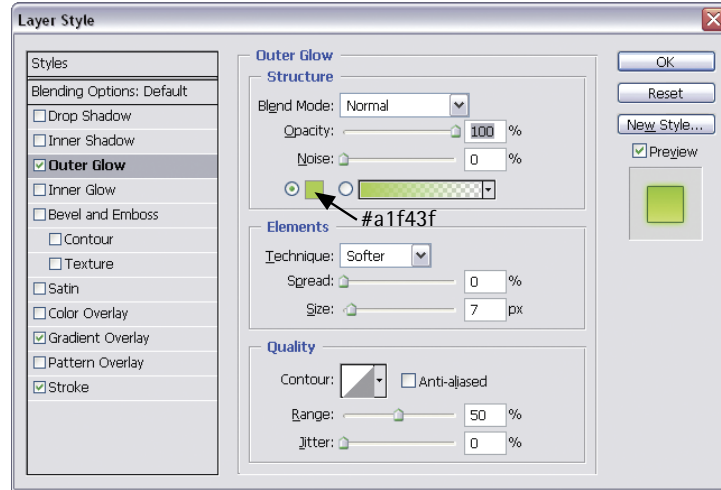 Layer Style
Styles
Blending Options: Default
Drop Shadow
Inner Shadow
Outer Glow
Inner Glow
Bevel and Emboss
Contour
Texture
Satin
Color Overlay
Gradient Overlay
Pattern Overlay
Stroke
Outer Glow
Structure
Blend Mode: Normal
Opacity: 100 %
Noise: 0 %
#a1f43f
Elements
Technique: Softer
Spread: 0 %
Size: 7 px
Quality
Contour: Anti-aliased
Range: 50 %
Jitter: 0 %
OK
Reset
New Style...
Preview